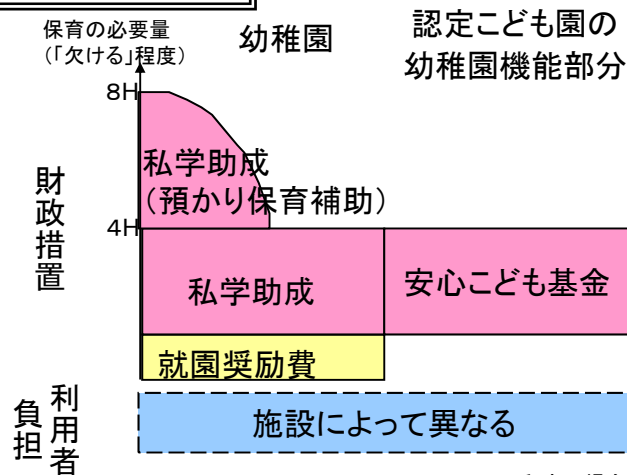 保育の必要量
(「欠ける」程度)
幼稚園
認定こども園の
幼稚園機能部分
8H
私学助成
(預かり保育補助)
4H
財政措置
私学助成
安心こども基金
就園奨励費
利用者
負担
施設によって異なる